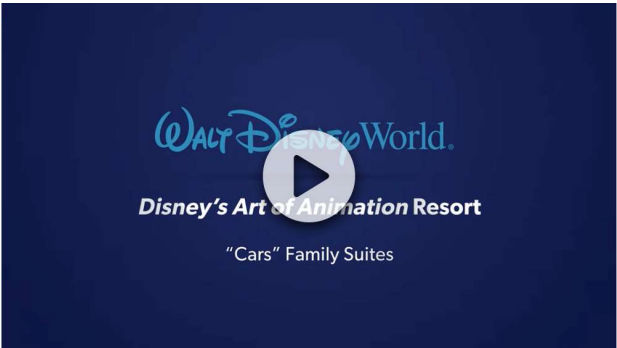 WALT DISNEY World.
Disney's Art of Animation Resort
"Cars" Family Suites